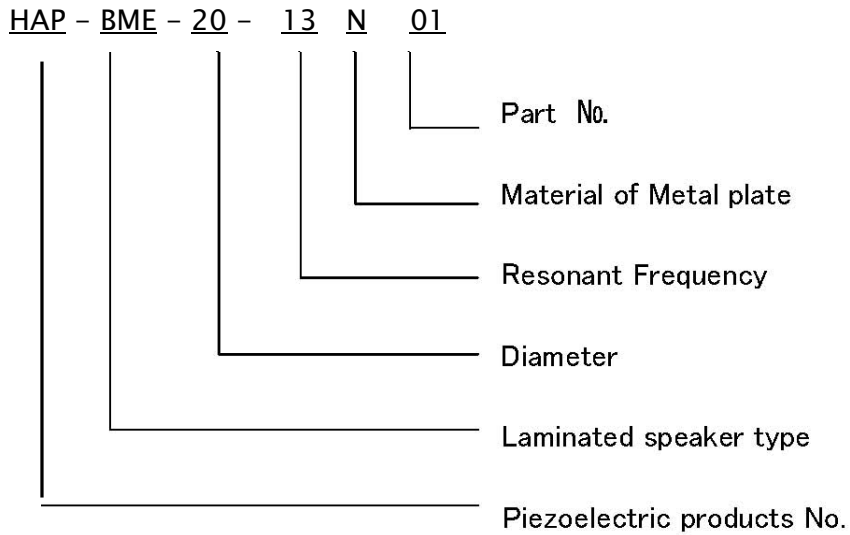 HAP - BME - 20 - 13 N 01
Part No.
Material of Metal plate
Resonant Frequency
Diameter
Laminated speaker type
Piezoelectric products No.